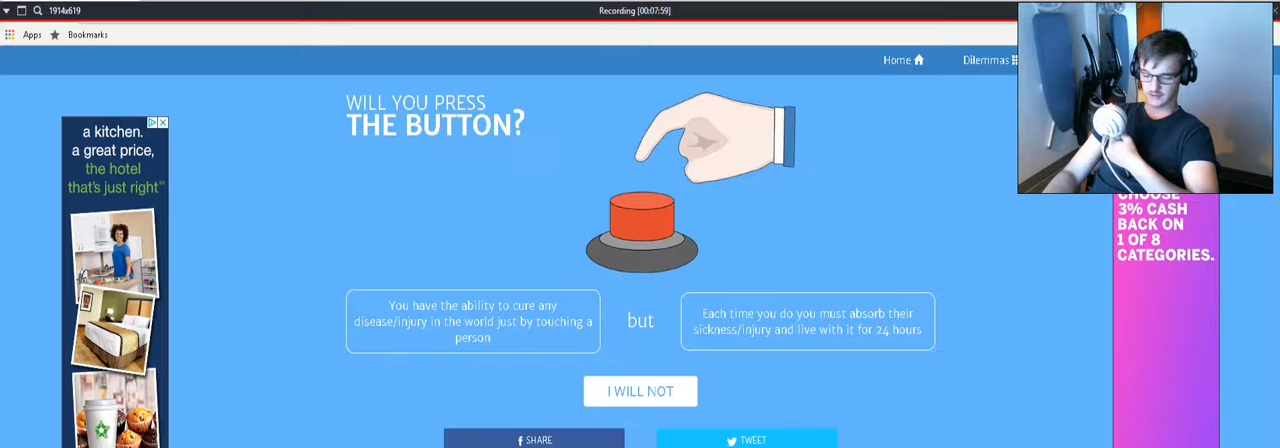 1914x619
Recording [00:07:59]
Apps
Bookmarks
Home
Dilemmas
WILL YOU PRESS
THE BUTTON?
a kitchen.
a great price,
the hotel
that's just right℠
You have the ability to cure any
disease/injury in the world just by touching a
person
but
Each time you do you must absorb their
sickness/injury and live with it for 24 hours
I WILL NOT
SHARE
TWEET
CHOOSE
3% CASH
BACK ON
1 OF 8
CATEGORIES.